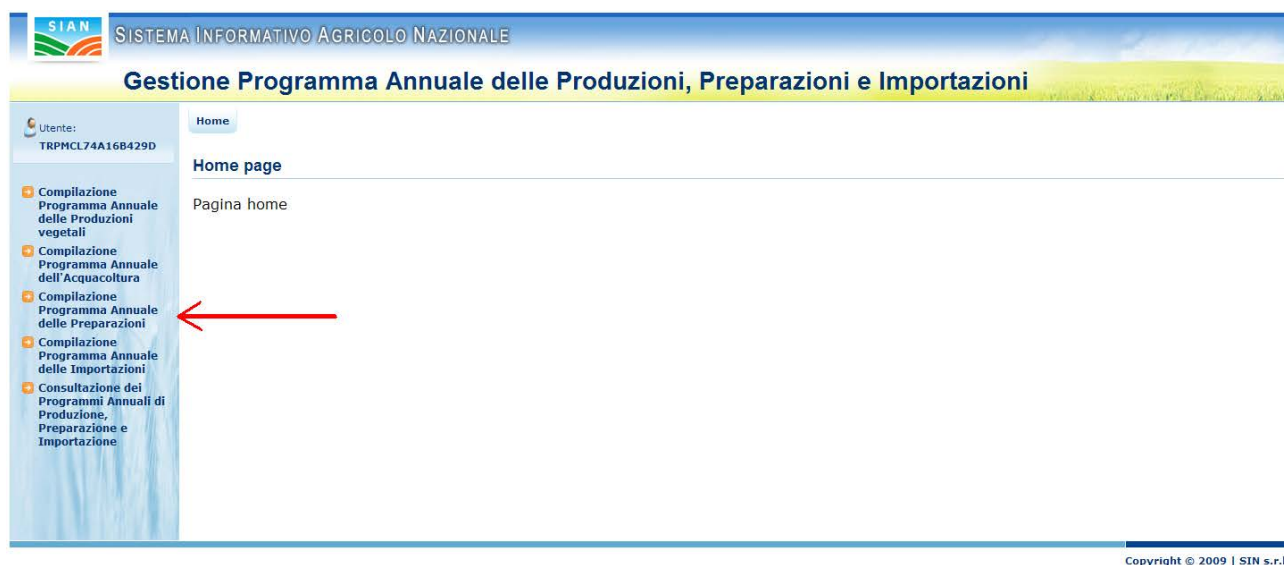 SIAN
SISTEMA INFORMATIVO AGRICOLO NAZIONALE
Gestione Programma Annuale delle Produzioni, Preparazioni e Importazioni
Utente:
TRPMCL74A16B429D
Home
Home page
Pagina home
Compilazione
Programma Annuale
delle Produzioni
vegetali
Compilazione
Programma Annuale
dell'Acquacoltura
Compilazione
Programma Annuale
delle Preparazioni
Compilazione
Programma Annuale
delle Importazioni
Consultazione dei
Programmi Annuali di
Produzione,
Preparazione e
Importazione
Copyright © 2009 | SIN s.r.l